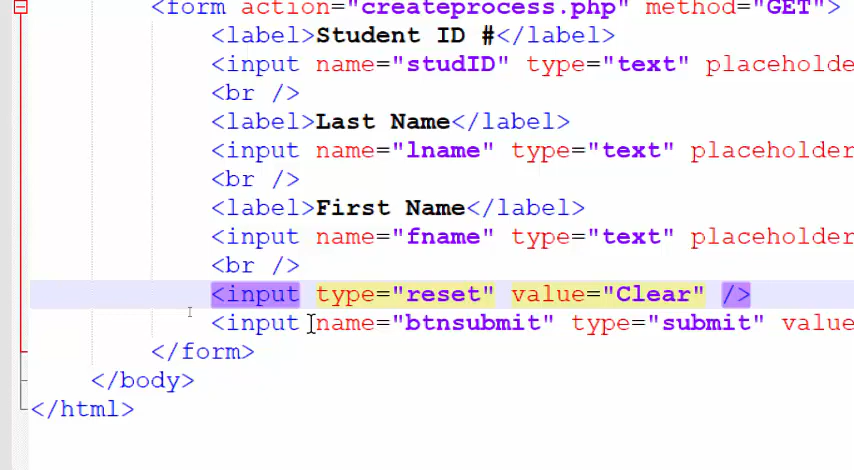 <form action="createprocess.php" method="GET">
<label>Student ID #</label>
<input name="studID" type="text" placeholde
<br />
<label>Last Name</label>
<input name="lname" type="text" placeholder
<br />
<label>First Name</label>
<input name="fname" type="text" placeholder
<br />
<input type="reset" value="Clear" />
<input name="btnsubmit" type="submit" value
</form>
</body>
</html>